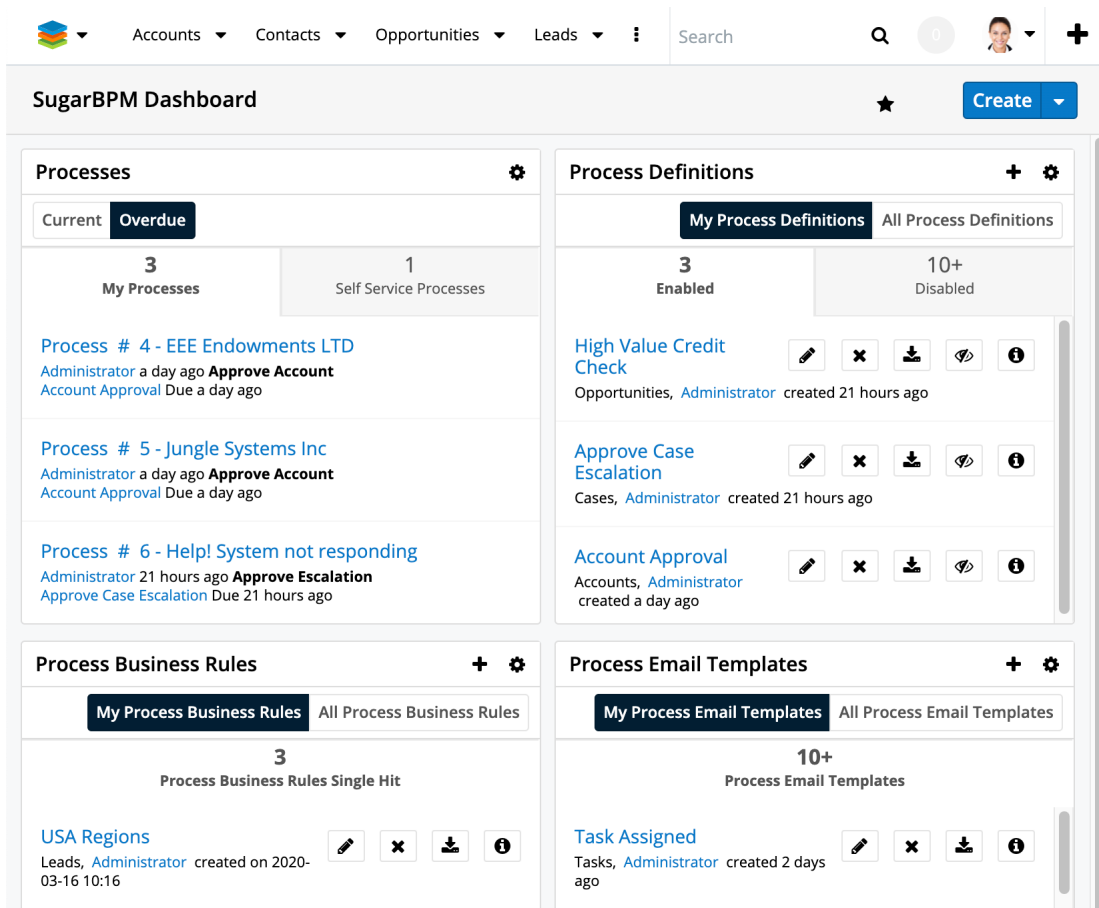 Accounts
Contacts
Opportunities
Leads
Search
0
SugarBPM Dashboard
Create
Processes
Current
Overdue
3
My Processes
1
Self Service Processes
Process # 4 - EEE Endowments LTD
Administrator a day ago Approve Account
Account Approval Due a day ago
Process # 5 - Jungle Systems Inc
Administrator a day ago Approve Account
Account Approval Due a day ago
Process # 6 - Help! System not responding
Administrator 21 hours ago Approve Escalation
Approve Case Escalation Due 21 hours ago
Process Definitions
My Process Definitions
All Process Definitions
3
Enabled
10+
Disabled
High Value Credit
Check
Opportunities, Administrator created 21 hours ago
Approve Case
Escalation
Cases, Administrator created 21 hours ago
Account Approval
Accounts, Administrator
created a day ago
Process Business Rules
My Process Business Rules
All Process Business Rules
3
Process Business Rules Single Hit
USA Regions
Leads, Administrator created on 2020-
03-16 10:16
Process Email Templates
My Process Email Templates
All Process Email Templates
10+
Process Email Templates
Task Assigned
Tasks, Administrator created 2 days
ago